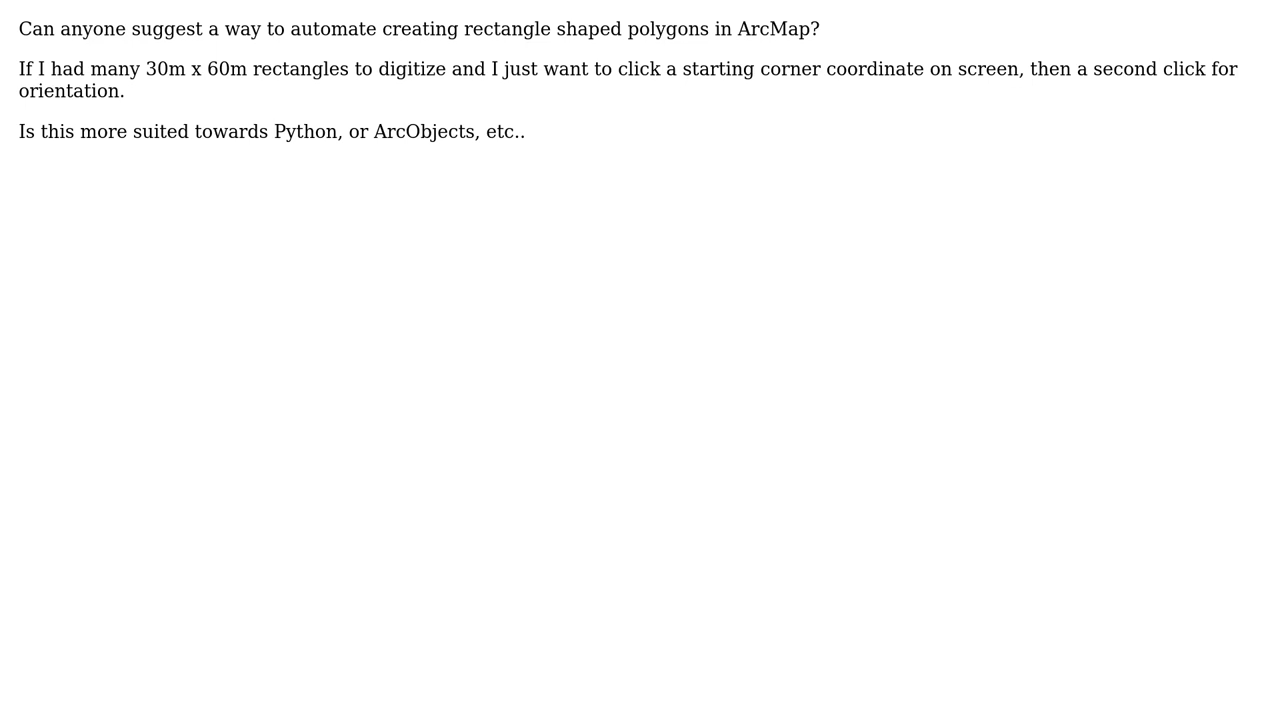 Can anyone suggest a way to automate creating rectangle shaped polygons in ArcMap?
If I had many 30m x 60m rectangles to digitize and I just want to click a starting corner coordinate on screen, then a second click for
orientation.
Is this more suited towards Python, or ArcObjects, etc..